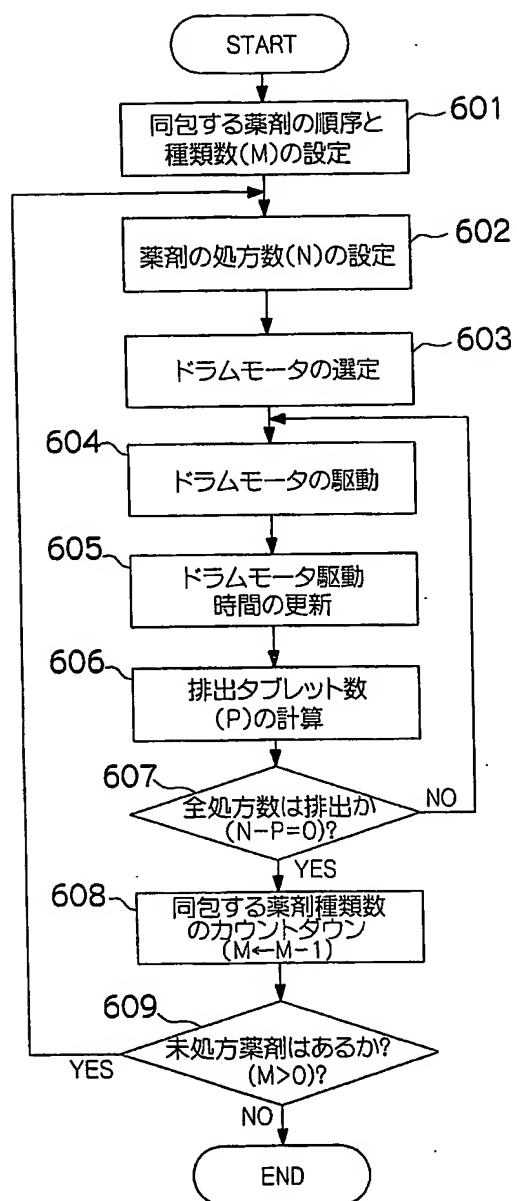 START
601
同包する薬剤の順序と
種類数(M)の設定
602
薬剤の処方数(N)の設定
603
ドラムモータの選定
604
ドラムモータの駆動
605
ドラムモータ駆動
時間の更新
606
排出タブレット数
(P)の計算
607
全処方数は排出か
(N-P=0)?
NO
YES
608
同包する薬剤種類数
のカウントダウン
(M←M-1)
609
未処方薬剤はあるか?
(M>0)?
YES
NO
END